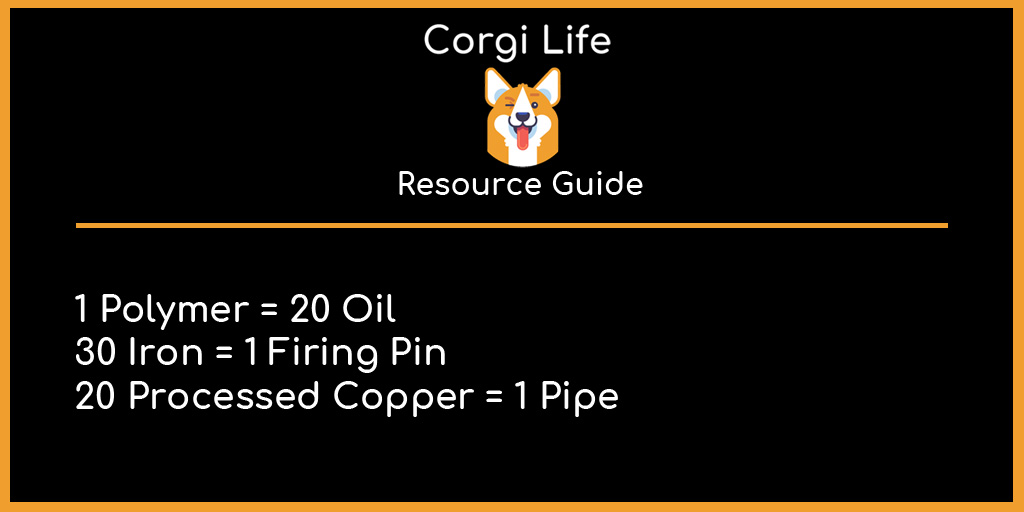 Corgi Life
Resource Guide
1 Polymer = 20 Oil
30 Iron = 1 Firing Pin
20 Processed Copper = 1 Pipe